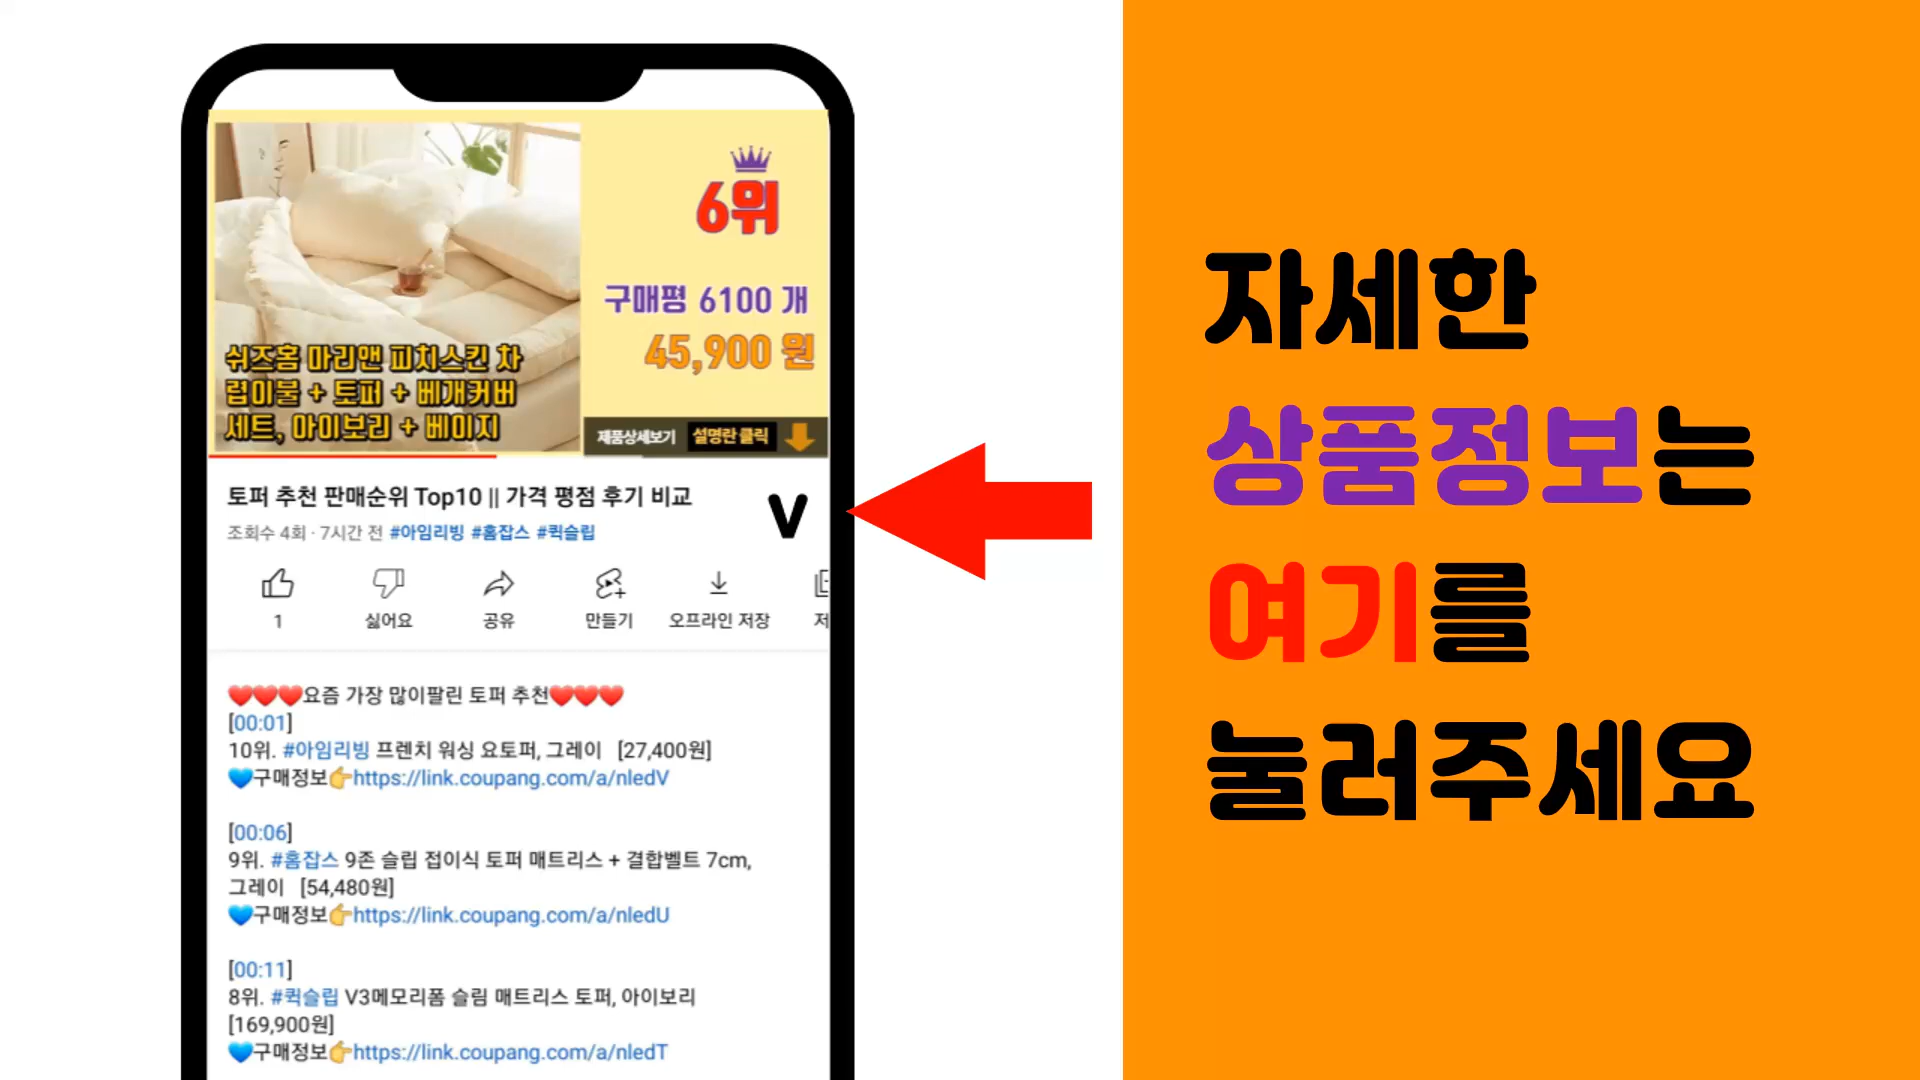 6위
구매평 6100 개
45,900 원
쉬즈홈 마리앤 피치스킨 차
렵이불 + 토퍼 + 베개커버
세트, 아이보리 + 베이지
제품상세보기 설명란 클릭
토퍼 추천 판매순위 Top10 || 가격 평점 후기 비교
V
조회수 4회 · 7시간 전 #아임리빙 #홈잡스 #퀵슬립
1 싫어요 공유 만들기 오프라인 저장 저
❤️❤️❤️요즘 가장 많이팔린 토퍼 추천❤️❤️❤️
[00:01]
10위. #아임리빙 프렌치 워싱 요토퍼, 그레이 [27,400원]
💙구매정보👉https://link.coupang.com/a/nledV
[00:06]
9위. #홈잡스 9존 슬립 접이식 토퍼 매트리스 + 결합벨트 7cm,
그레이 [54,480원]
💙구매정보👉https://link.coupang.com/a/nledU
[00:11]
8위. #퀵슬립 V3메모리폼 슬림 매트리스 토퍼, 아이보리
[169,900원]
💙구매정보👉https://link.coupang.com/a/nledT
자세한
상품정보는
여기를
눌러주세요